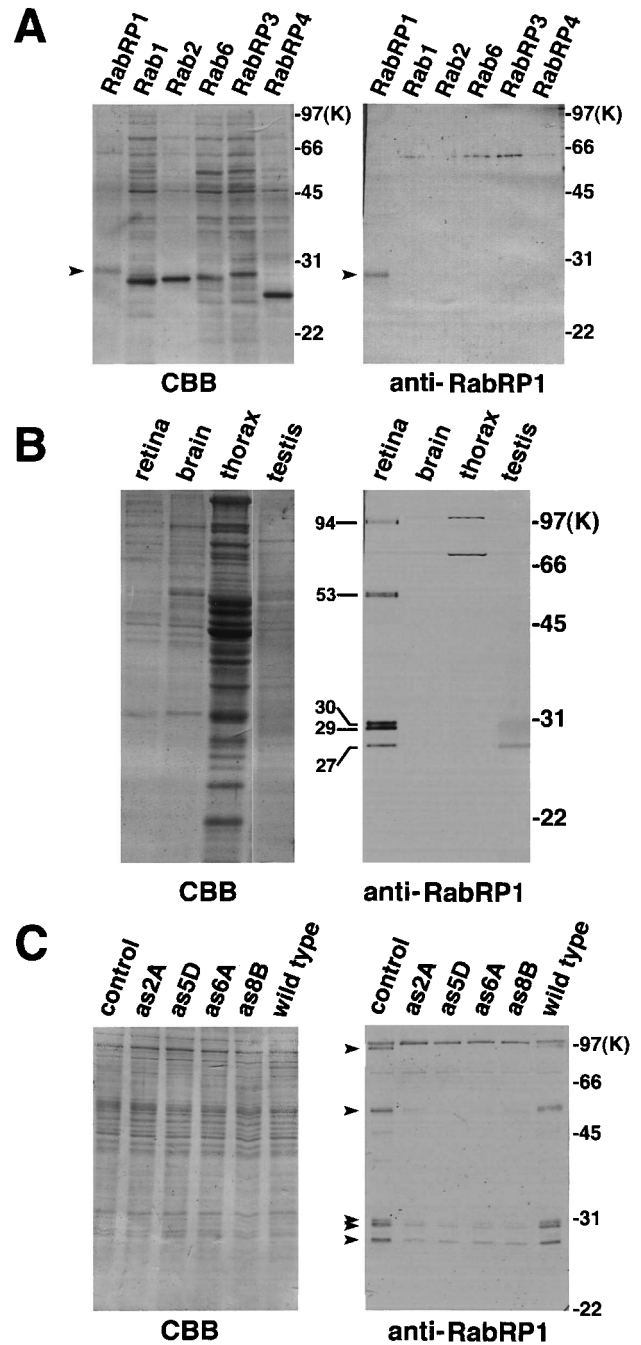 A
RabRP1 Rab1 Rab2 Rab6 RabRP3 RabRP4
RabRP1 Rab1 Rab2 Rab6 RabRP3 RabRP4
-97(K)
-66
-45
-31
-22
-97(K)
-66
-45
-31
-22
CBB
anti-RabRP1
B
retina brain thorax testis
retina brain thorax testis
94
53
30
29
27
-97(K)
-66
-45
-31
-22
CBB
anti-RabRP1
C
control as2A as5D as6A as8B wild type
control as2A as5D as6A as8B wild type
-97(K)
-66
-45
-31
-22
CBB
anti-RabRP1